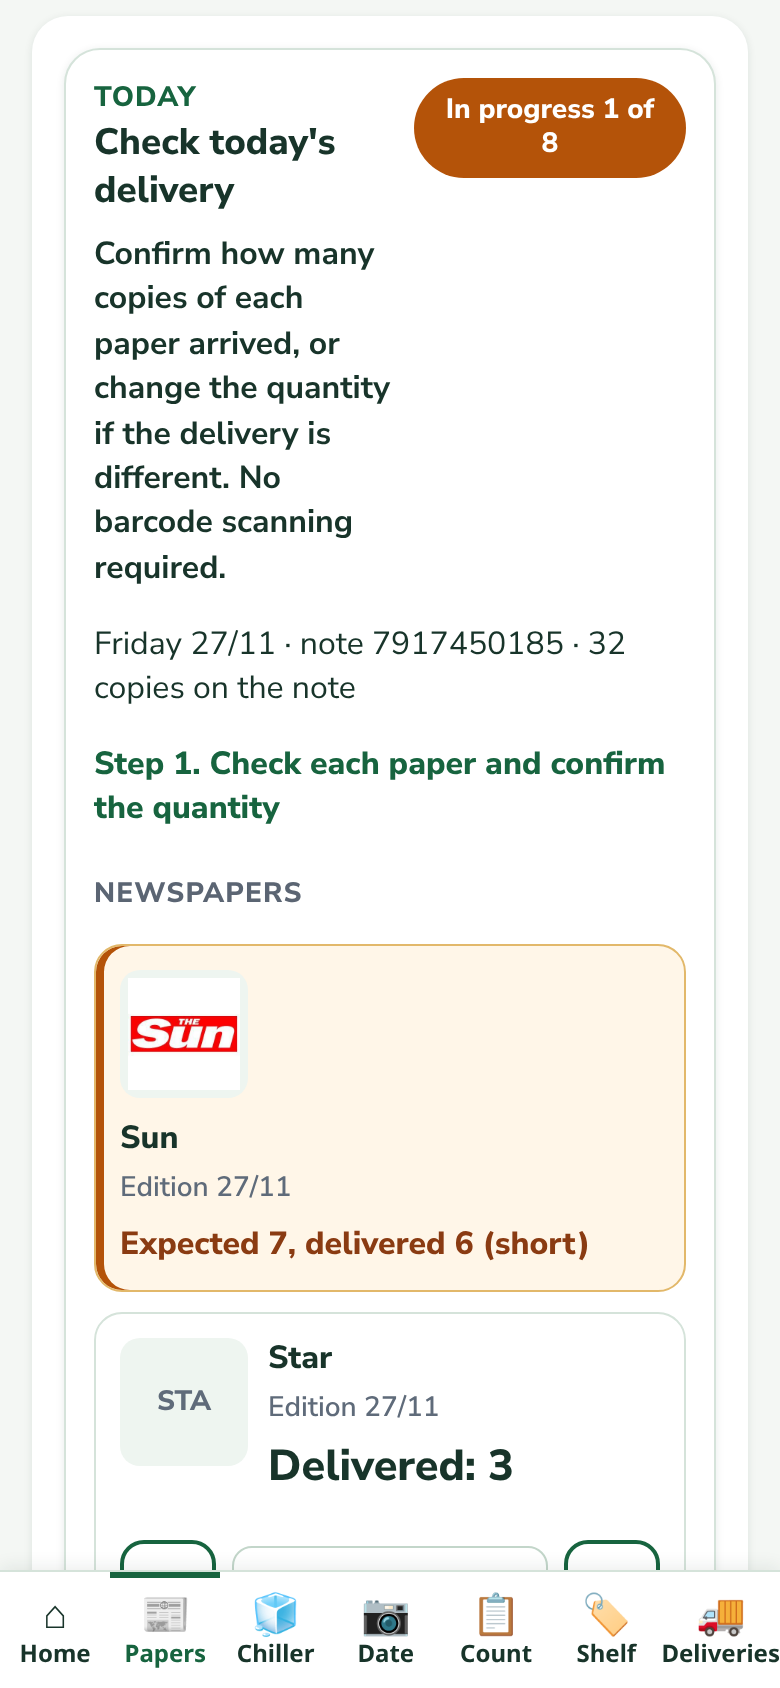 TODAY
Check today's
delivery
In progress 1 of
8
Confirm how many
copies of each
paper arrived, or
change the quantity
if the delivery is
different. No
barcode scanning
required.
Friday 27/11 · note 7917450185 · 32
copies on the note
Step 1. Check each paper and confirm
the quantity
NEWSPAPERS
THE
Sun
Sun
Edition 27/11
Expected 7, delivered 6 (short)
STA
Star
Edition 27/11
Delivered: 3
Home Papers Chiller Date Count Shelf Deliveries